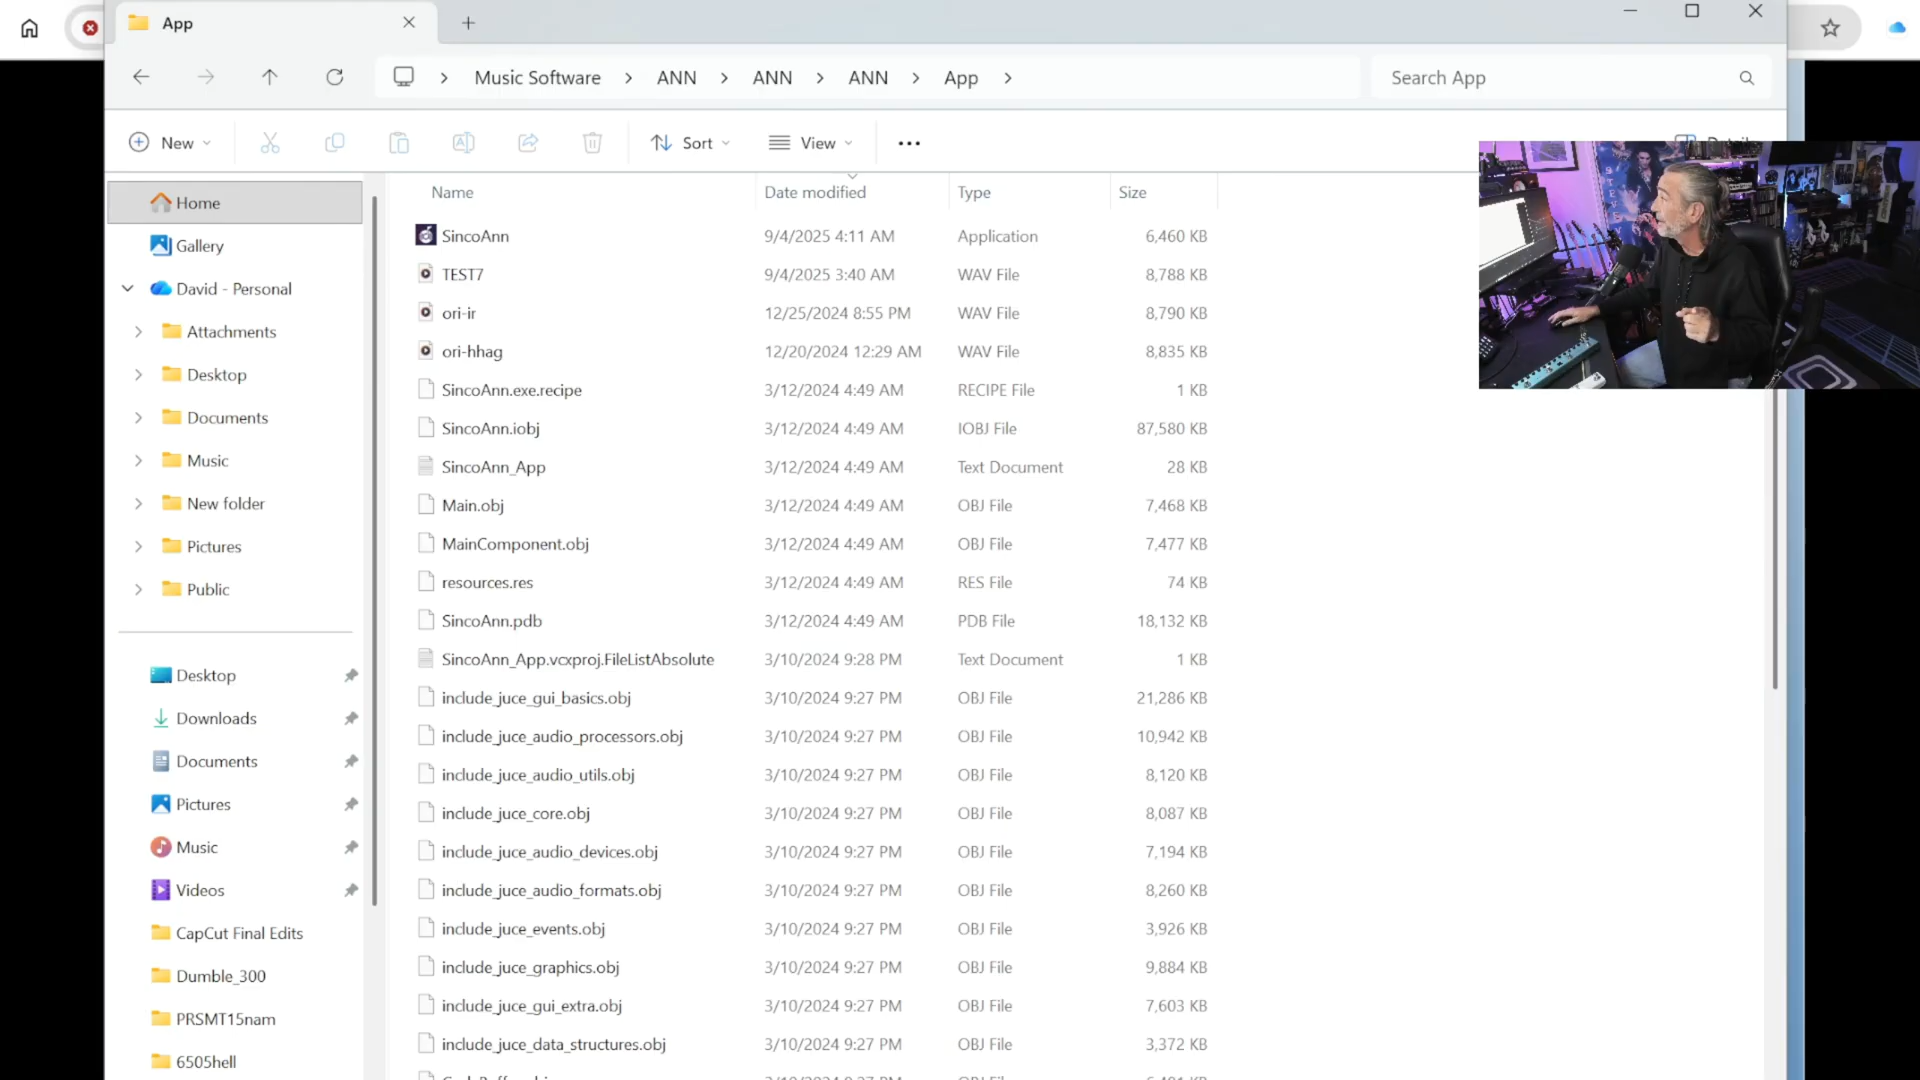 App
Music Software > ANN > ANN > ANN > App >
Search App
New
Sort
View
Name Date modified Type Size
Home
Gallery
David - Personal
Attachments
Desktop
Documents
Music
New folder
Pictures
Public
Desktop
Downloads
Documents
Pictures
Music
Videos
CapCut Final Edits
Dumble_300
PRSMT15nam
6505hell
SincoAnn 9/4/2025 4:11 AM Application 6,460 KB
TEST7 9/4/2025 3:40 AM WAV File 8,788 KB
ori-ir 12/25/2024 8:55 PM WAV File 8,790 KB
ori-hhag 12/20/2024 12:29 AM WAV File 8,835 KB
SincoAnn.exe.recipe 3/12/2024 4:49 AM RECIPE File 1 KB
SincoAnn.iobj 3/12/2024 4:49 AM IOBJ File 87,580 KB
SincoAnn_App 3/12/2024 4:49 AM Text Document 28 KB
Main.obj 3/12/2024 4:49 AM OBJ File 7,468 KB
MainComponent.obj 3/12/2024 4:49 AM OBJ File 7,477 KB
resources.res 3/12/2024 4:49 AM RES File 74 KB
SincoAnn.pdb 3/12/2024 4:49 AM PDB File 18,132 KB
SincoAnn_App.vcxproj.FileListAbsolute 3/10/2024 9:28 PM Text Document 1 KB
include_juce_gui_basics.obj 3/10/2024 9:27 PM OBJ File 21,286 KB
include_juce_audio_processors.obj 3/10/2024 9:27 PM OBJ File 10,942 KB
include_juce_audio_utils.obj 3/10/2024 9:27 PM OBJ File 8,120 KB
include_juce_core.obj 3/10/2024 9:27 PM OBJ File 8,087 KB
include_juce_audio_devices.obj 3/10/2024 9:27 PM OBJ File 7,194 KB
include_juce_audio_formats.obj 3/10/2024 9:27 PM OBJ File 8,260 KB
include_juce_events.obj 3/10/2024 9:27 PM OBJ File 3,926 KB
include_juce_graphics.obj 3/10/2024 9:27 PM OBJ File 9,884 KB
include_juce_gui_extra.obj 3/10/2024 9:27 PM OBJ File 7,603 KB
include_juce_data_structures.obj 3/10/2024 9:27 PM OBJ File 3,372 KB